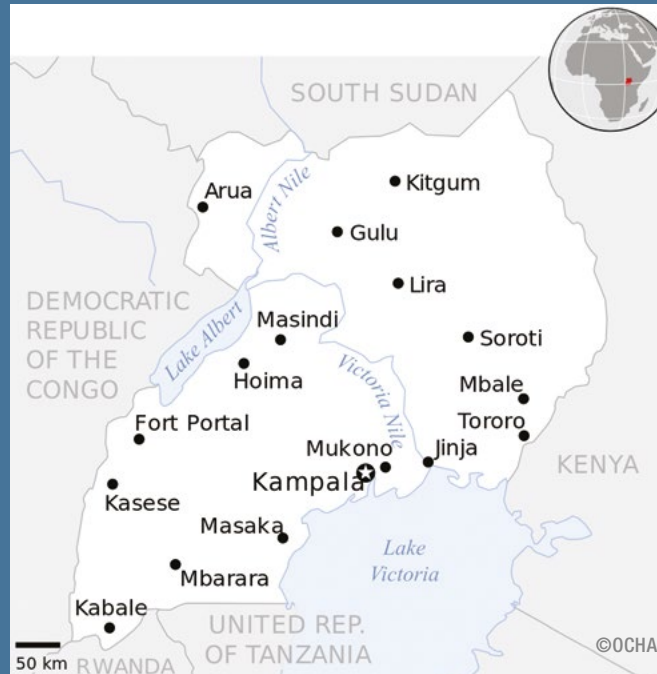 SOUTH SUDAN
Arua
Albert Nile
Kitgum
Gulu
Lira
DEMOCRATIC
REPUBLIC
OF THE
CONGO
Lake Albert
Masindi
Hoima
Victoria Nile
Soroti
Mbale
Tororo
Fort Portal
Mukono
Jinja
Kampala
KENYA
Kasese
Masaka
Lake
Victoria
Mbarara
Kabale
UNITED REP.
OF TANZANIA
©OCHA
50 km
RWANDA